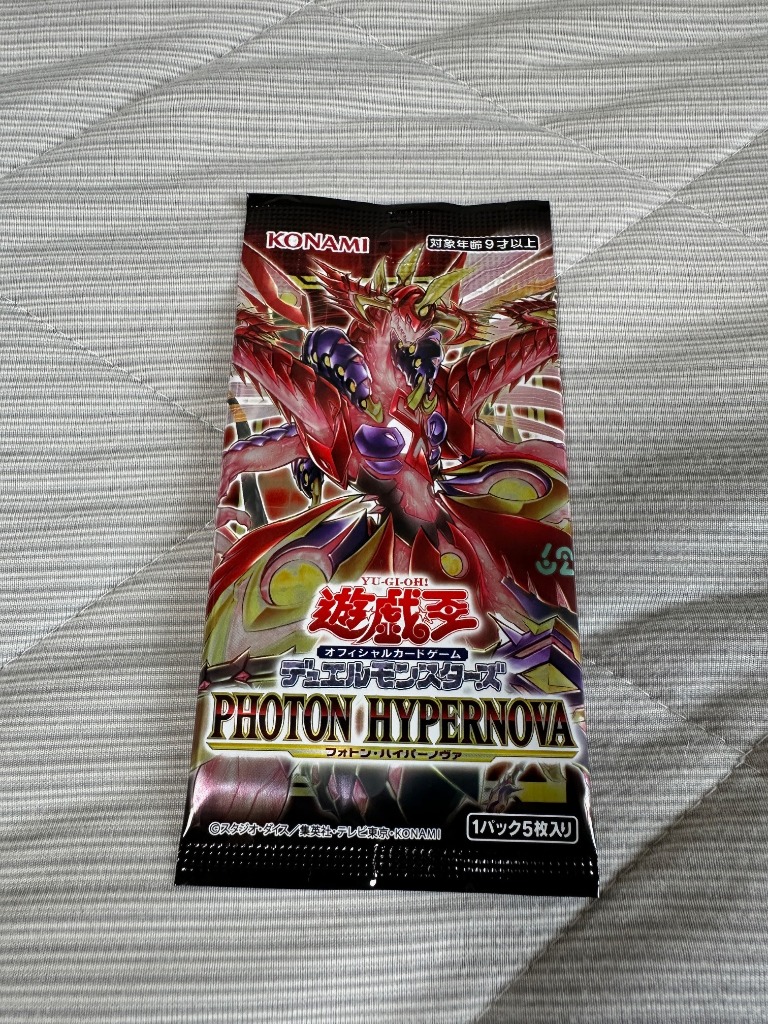 KONAMI
対象年齢9才以上
YU-GI-OH!
遊戯王
オフィシャルカードゲーム
デュエルモンスターズ
PHOTON HYPERNOVA
フォトン・ハイパーノヴァ
©スタジオ・ダイス/集英社・テレビ東京・KONAMI
1パック5枚入り